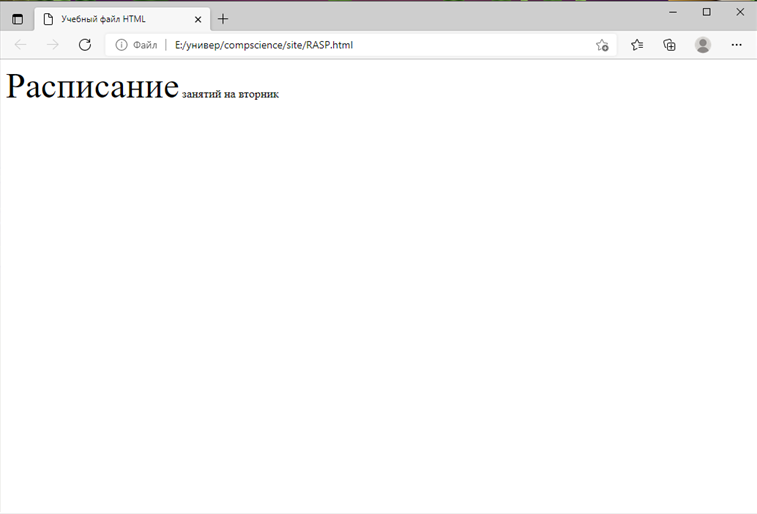 Учебный файл HTML
Файл E:/универ/compscience/site/RASP.html
Расписание занятий на вторник